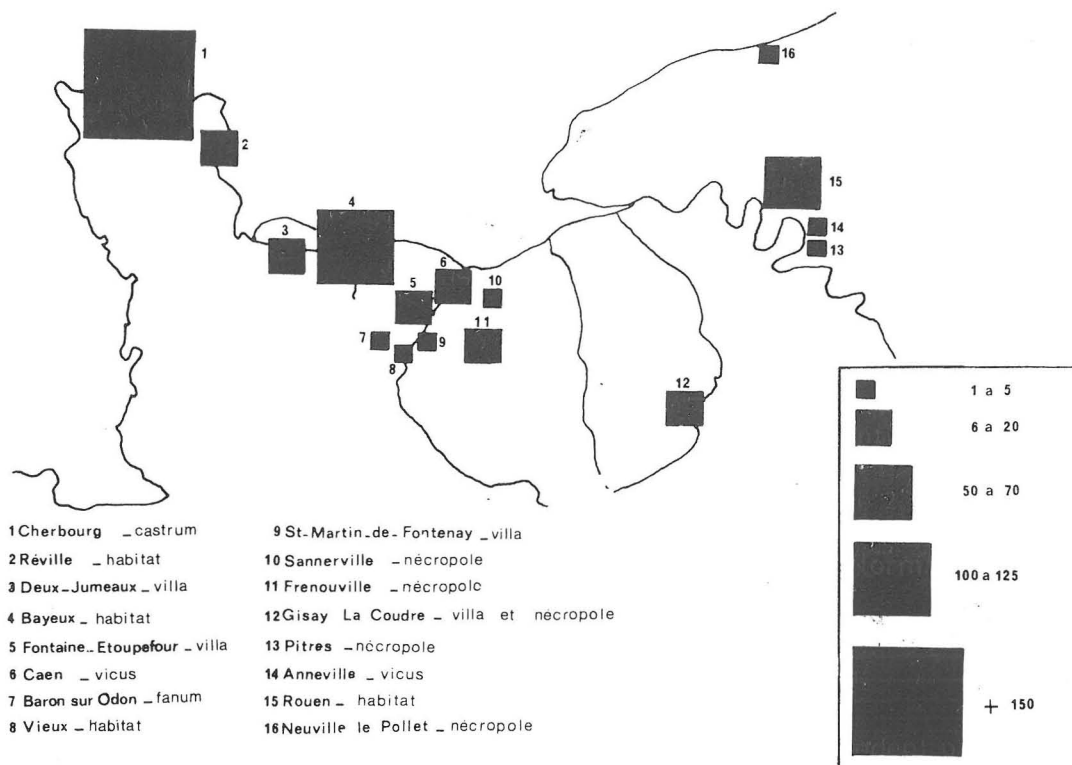 1
16
2
15
4
14
3
13
6
10
5
11
7
9
8
12
1 a 5
6 a 20
50 a 70
100 a 125
+ 150
1 Cherbourg _ castrum
2 Réville _ habitat
3 Deux-Jumeaux _ villa
4 Bayeux _ habitat
5 Fontaine_Etoupefour _ villa
6 Caen _ vicus
7 Baron sur Odon _ fanum
8 Vieux _ habitat
9 St-Martin-de-Fontenay _ villa
10 Sannerville _ nécropole
11 Frenouville _ nécropole
12 Gisay La Coudre _ villa et nécropole
13 Pitres _ nécropole
14 Anneville _ vicus
15 Rouen _ habitat
16 Neuville le Pollet _ nécropole